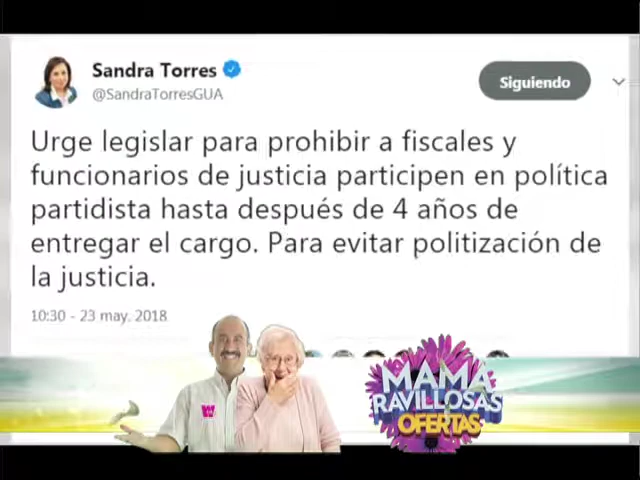 Sandra Torres
@SandraTorresGUA
Siguiendo
Urge legislar para prohibir a fiscales y
funcionarios de justicia participen en política
partidista hasta después de 4 años de
entregar el cargo. Para evitar politización de
la justicia.
10:30 - 23 may. 2018
MAMÁ
RAVILLOSAS
OFERTAS